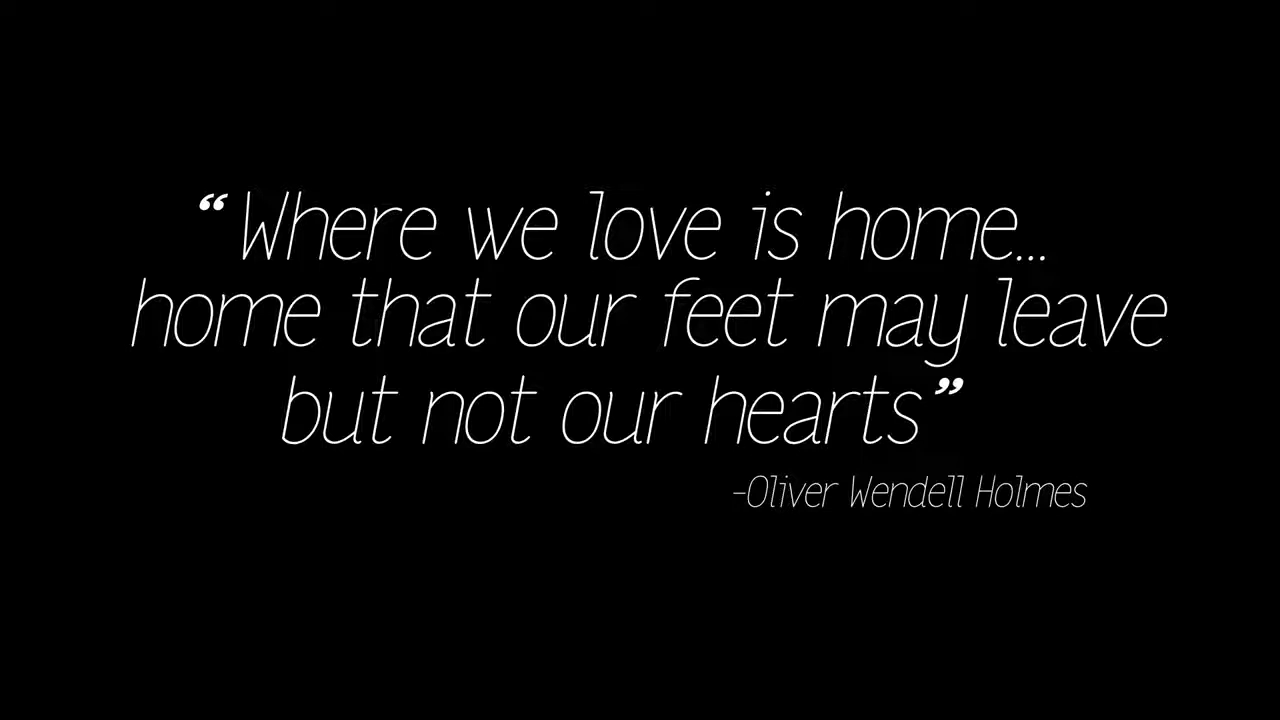 “Where we love is home...
home that our feet may leave
but not our hearts”
-Oliver Wendell Holmes